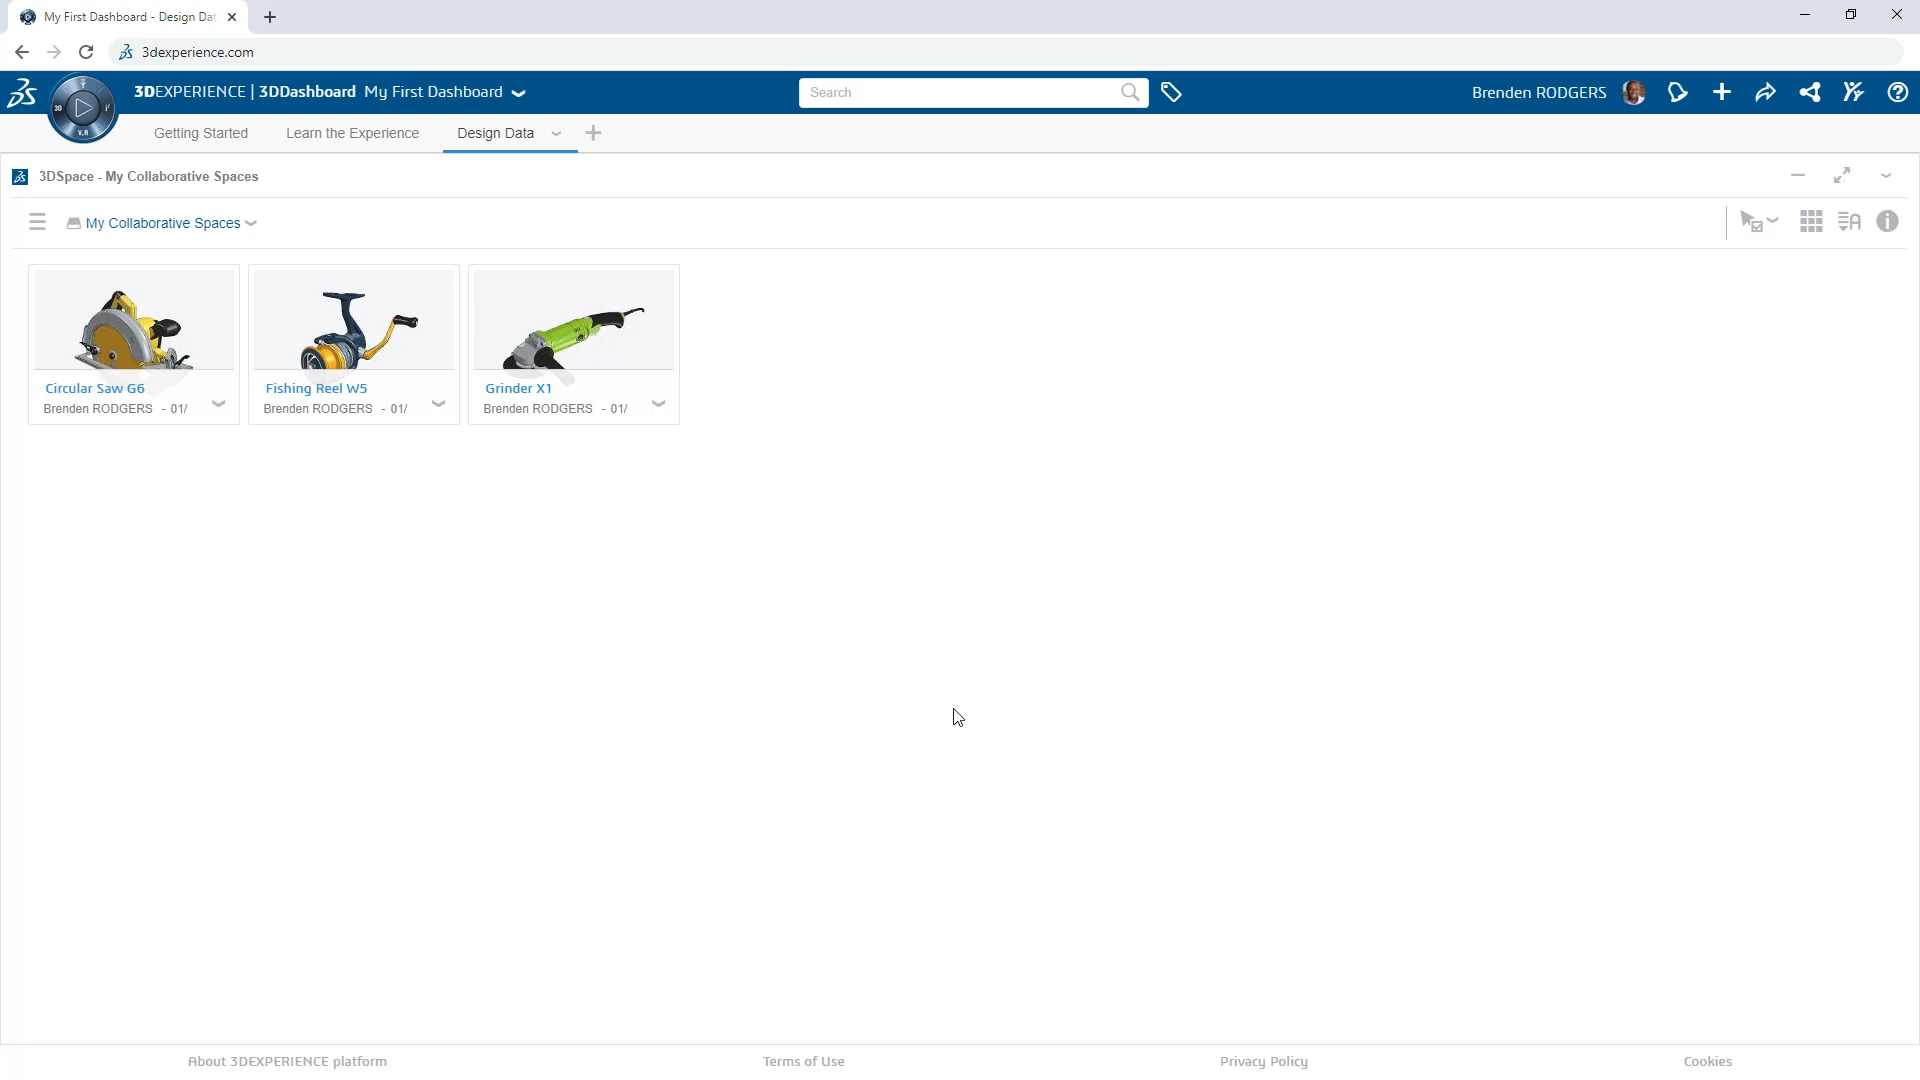 My First Dashboard - Design Dat
3dexperience.com
3DEXPERIENCE | 3DDashboard My First Dashboard
Search
Brenden RODGERS
3D
V.R
Getting Started
Learn the Experience
Design Data
3DSpace - My Collaborative Spaces
My Collaborative Spaces
Circular Saw G6
Brenden RODGERS - 01/
Fishing Reel W5
Brenden RODGERS - 01/
Grinder X1
Brenden RODGERS - 01/
About 3DEXPERIENCE platform
Terms of Use
Privacy Policy
Cookies